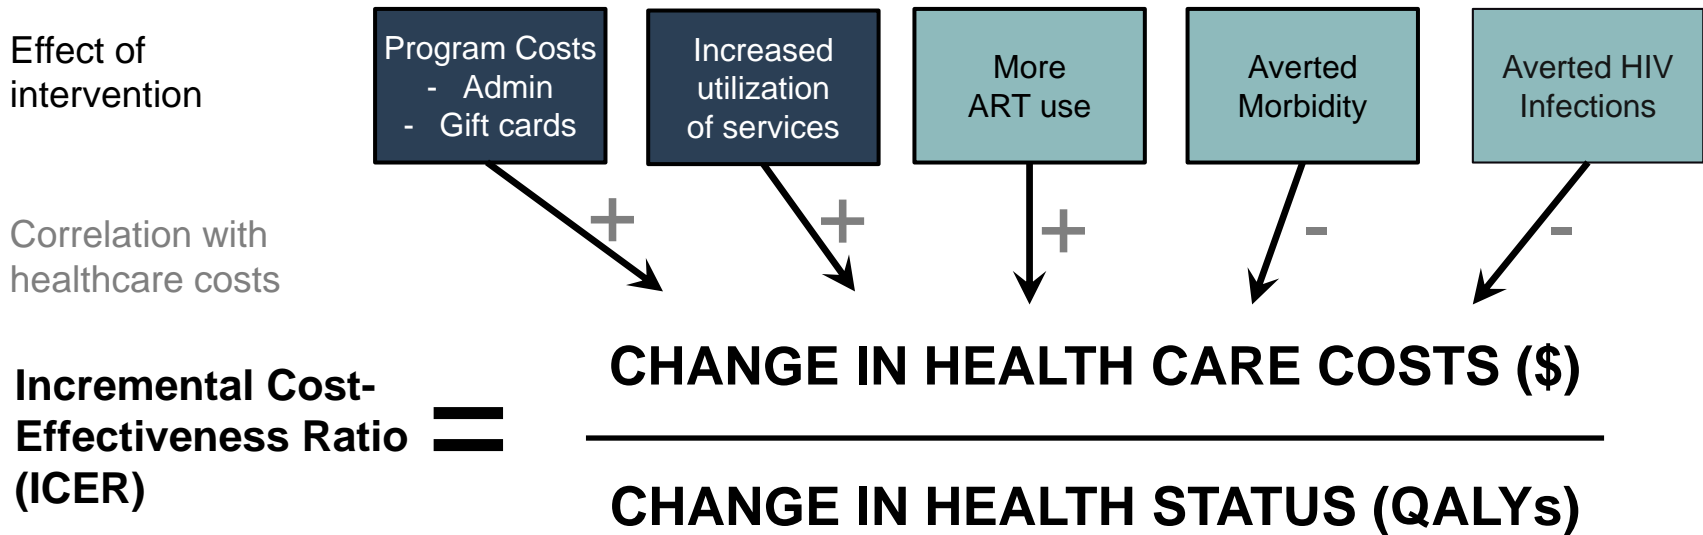 Effect of
intervention
Program Costs
- Admin
- Gift cards
Increased
utilization
of services
More
ART use
Averted
Morbidity
Averted HIV
Infections
+
+
+
-
-
Correlation with
healthcare costs
Incremental Cost-
Effectiveness Ratio
(ICER)
=
CHANGE IN HEALTH CARE COSTS ($)
CHANGE IN HEALTH STATUS (QALYs)